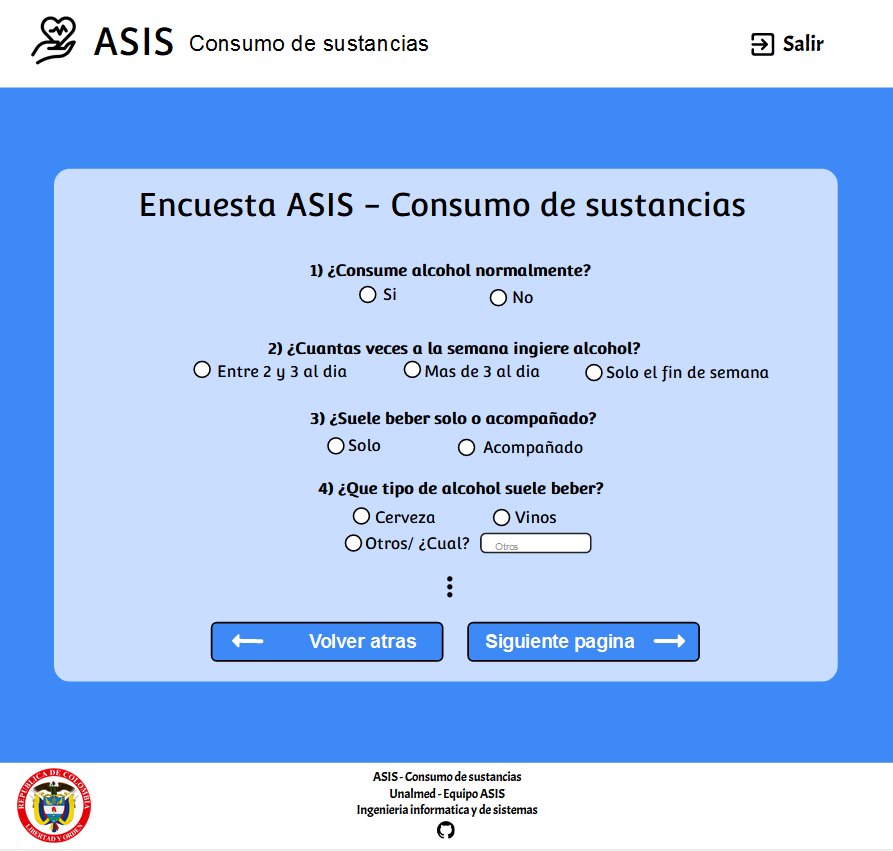 ASIS Consumo de sustancias
Salir
Encuesta ASIS - Consumo de sustancias
1) ¿Consume alcohol normalmente?
Si No
2) ¿Cuantas veces a la semana ingiere alcohol?
Entre 2 y 3 al dia Mas de 3 al dia Solo el fin de semana
3) ¿Suele beber solo o acompañado?
Solo Acompañado
4) ¿Que tipo de alcohol suele beber?
Cerveza Vinos
Otros/ ¿Cual? Otros
Volver atras Siguiente pagina
REPUBLICA DE COLOMBIA
LIBERTAD Y ORDEN
ASIS - Consumo de sustancias
Unalmed - Equipo ASIS
Ingenieria informatica y de sistemas